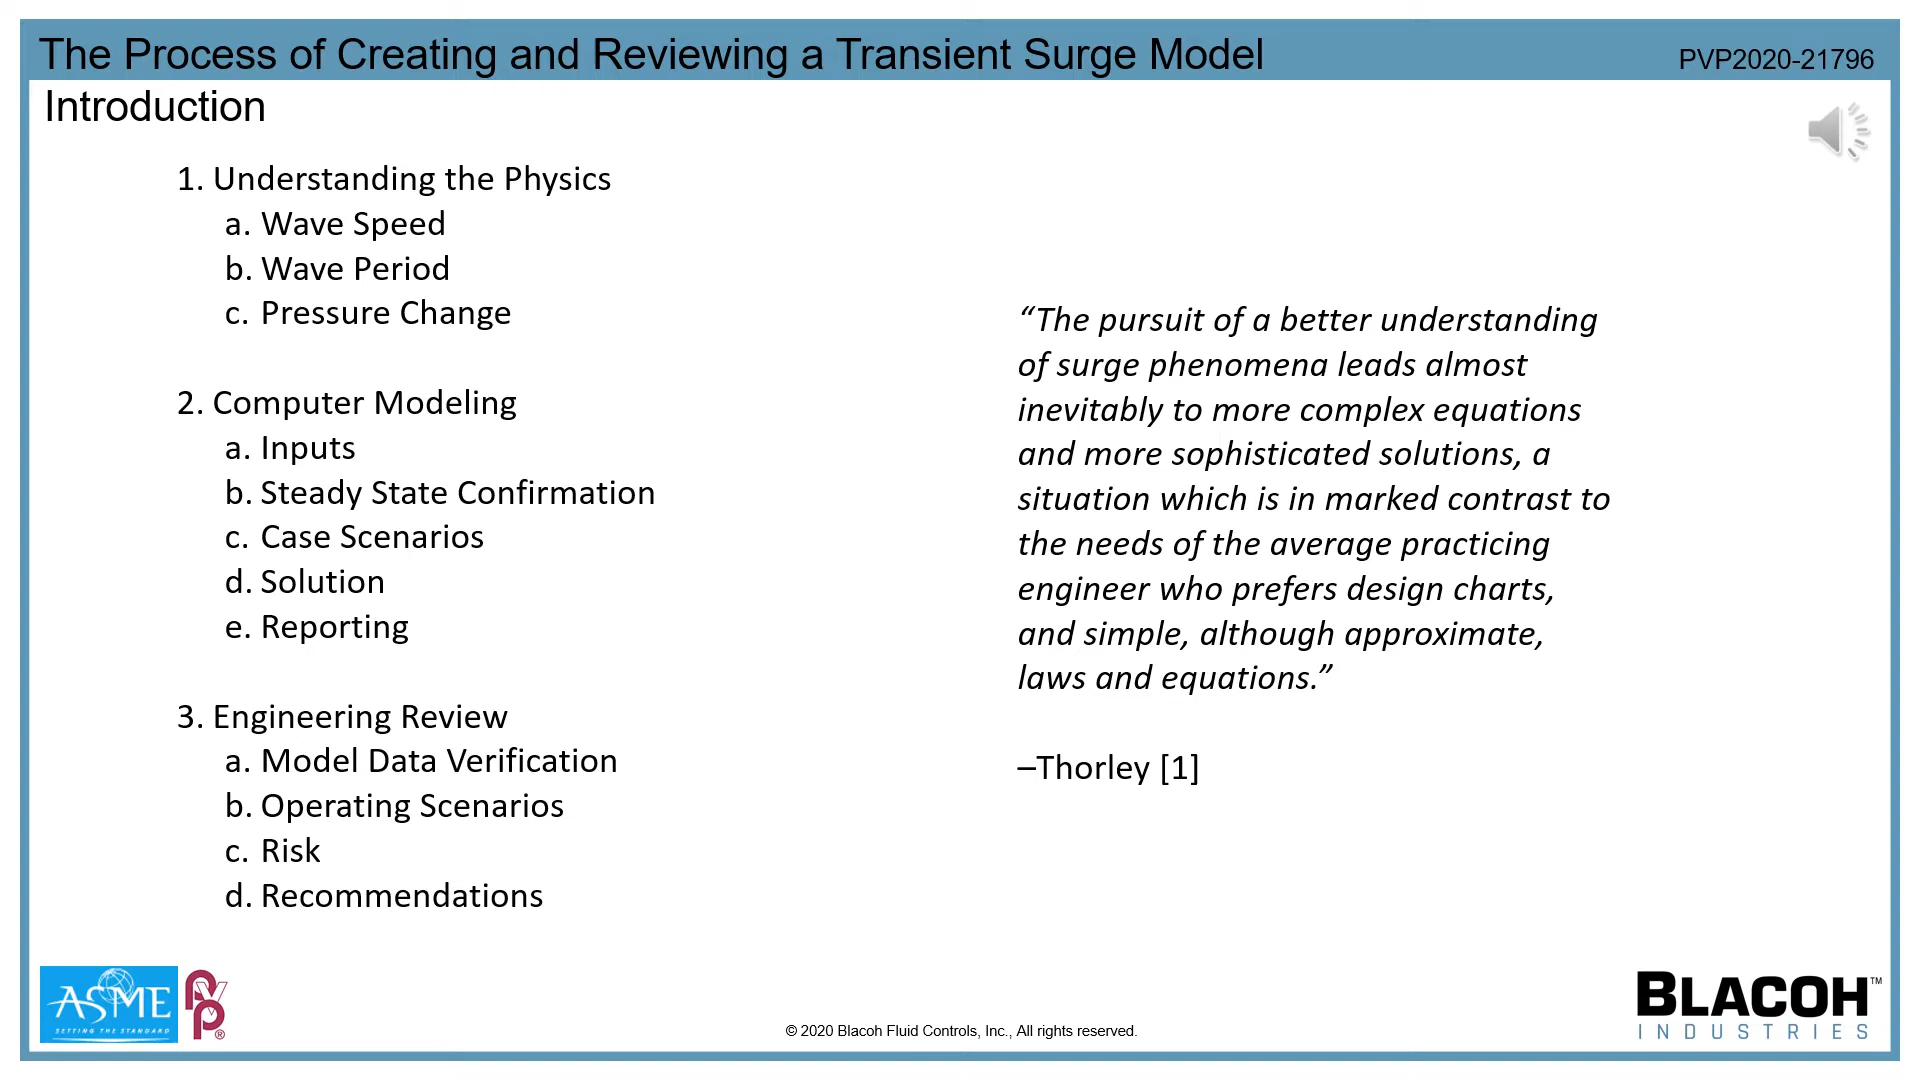 The Process of Creating and Reviewing a Transient Surge Model
PVP2020-21796
Introduction
1. Understanding the Physics
a. Wave Speed
b. Wave Period
c. Pressure Change
2. Computer Modeling
a. Inputs
b. Steady State Confirmation
c. Case Scenarios
d. Solution
e. Reporting
3. Engineering Review
a. Model Data Verification
b. Operating Scenarios
c. Risk
d. Recommendations
“The pursuit of a better understanding
of surge phenomena leads almost
inevitably to more complex equations
and more sophisticated solutions, a
situation which is in marked contrast to
the needs of the average practicing
engineer who prefers design charts,
and simple, although approximate,
laws and equations.”
–Thorley [1]
ASME
SETTING THE STANDARD
PVP®
© 2020 Blacoh Fluid Controls, Inc., All rights reserved.
BLACOH™
INDUSTRIES